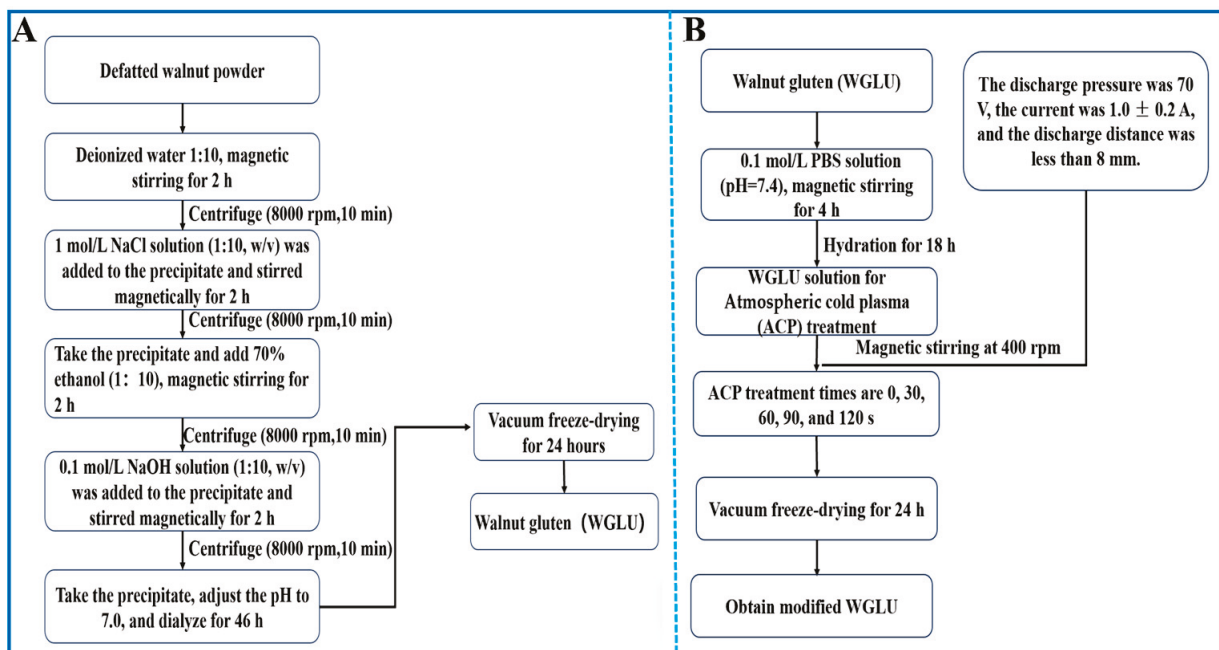 A
Defatted walnut powder
Deionized water 1:10, magnetic
stirring for 2 h
Centrifuge (8000 rpm,10 min)
1 mol/L NaCl solution (1:10, w/v) was
added to the precipitate and stirred
magnetically for 2 h
Centrifuge (8000 rpm,10 min)
Take the precipitate and add 70%
ethanol (1: 10), magnetic stirring for
2 h
Centrifuge (8000 rpm,10 min)
0.1 mol/L NaOH solution (1:10, w/v)
was added to the precipitate and
stirred magnetically for 2 h
Centrifuge (8000 rpm,10 min)
Take the precipitate, adjust the pH to
7.0, and dialyze for 46 h
Vacuum freeze-drying
for 24 hours
Walnut gluten (WGLU)
B
Walnut gluten (WGLU)
0.1 mol/L PBS solution
(pH=7.4), magnetic stirring
for 4 h
Hydration for 18 h
WGLU solution for
Atmospheric cold plasma
(ACP) treatment
The discharge pressure was 70
V, the current was 1.0 ± 0.2 A,
and the discharge distance was
less than 8 mm.
Magnetic stirring at 400 rpm
ACP treatment times are 0, 30,
60, 90, and 120 s
Vacuum freeze-drying for 24 h
Obtain modified WGLU